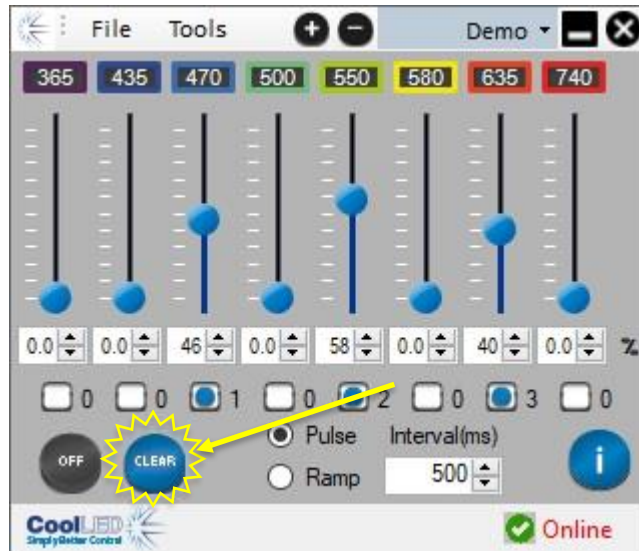 File Tools Demo
365 435 470 500 550 580 635 740
0.0 0.0 46 0.0 58 0.0 40 0.0 %
0 0 1 0 2 0 3 0
OFF CLEAR Pulse Interval(ms) i
Ramp 500
CoolLED Online
Simply Better Control